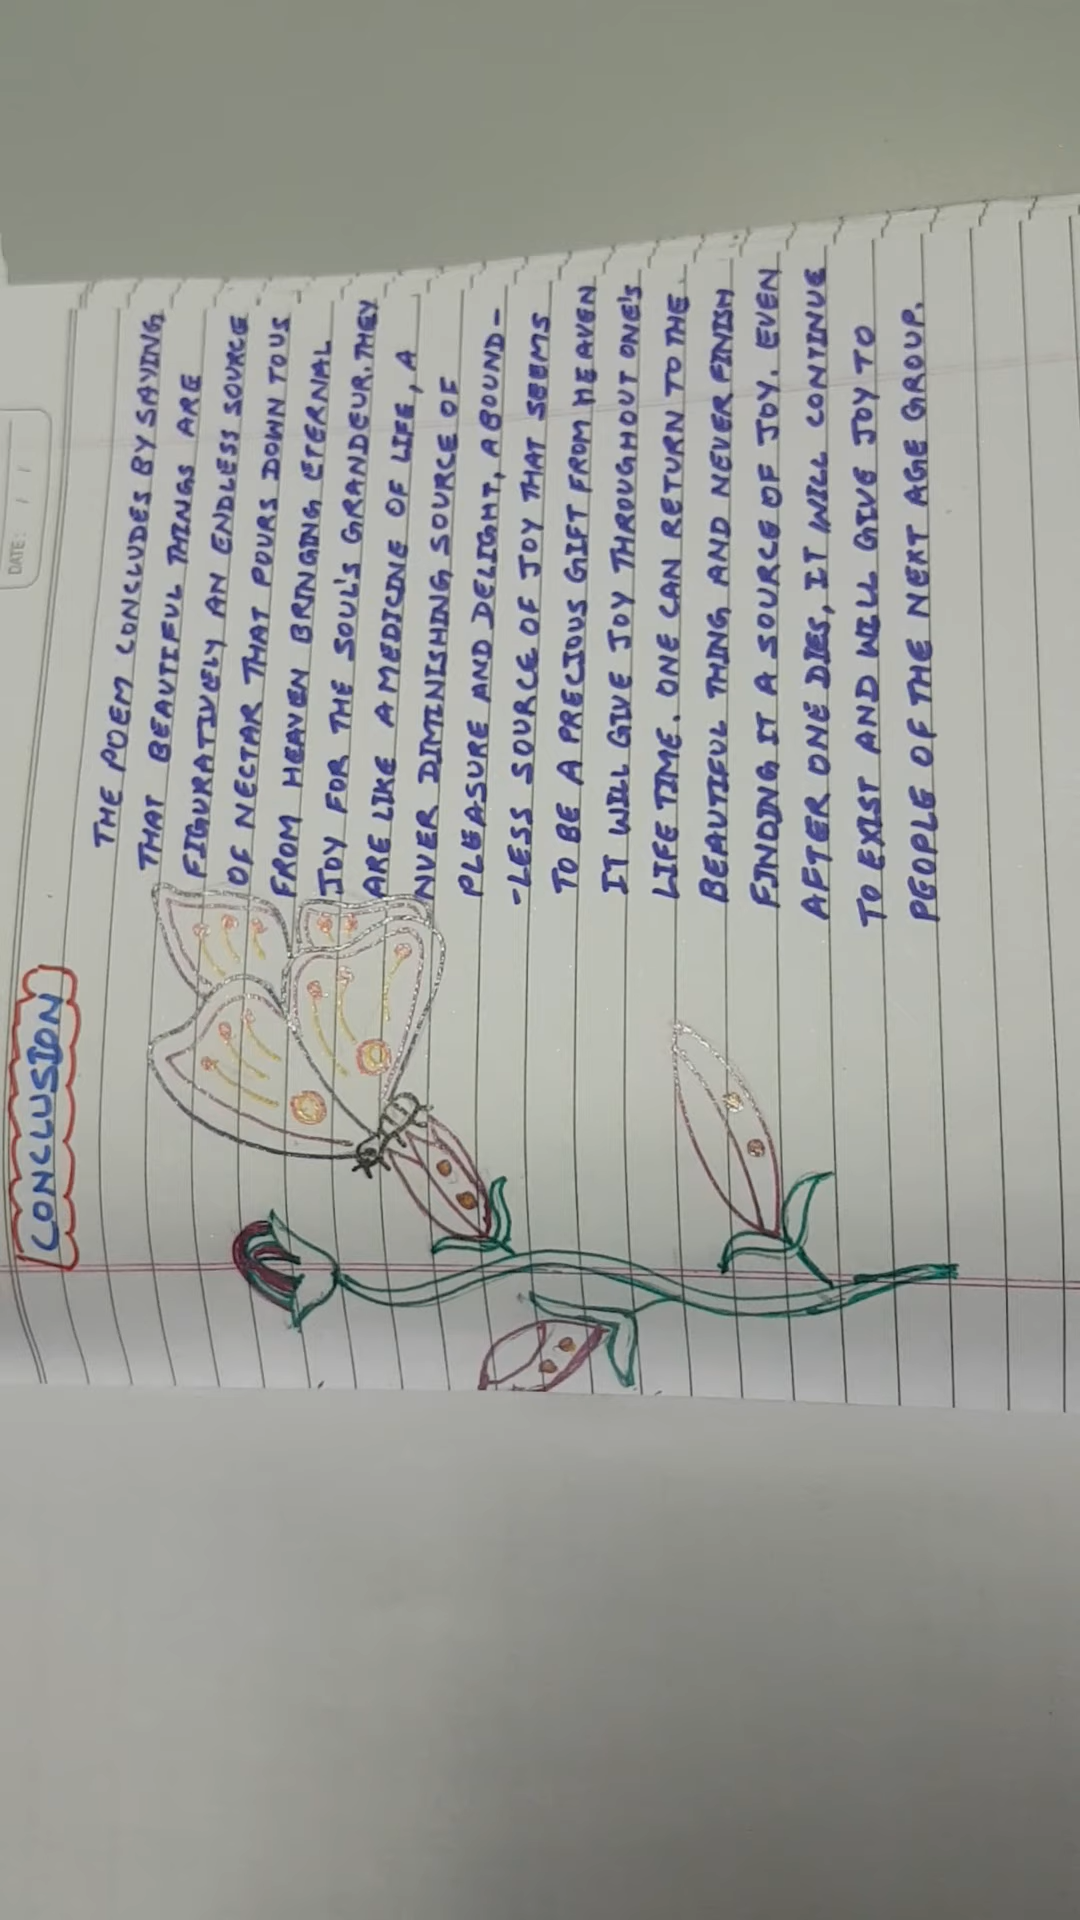 DATE: / /
CONCLUSION
THE POEM CONCLUDES BY SAYING
THAT BEAUTIFUL THINGS ARE
FIGURATIVELY AN ENDLESS SOURCE
OF NECTAR THAT POURS DOWN TO US
FROM HEAVEN BRINGING ETERNAL
JOY FOR THE SOUL'S GRANDEUR. THEY
ARE LIKE A MEDICINE OF LIFE, A
NVER DIMINISHING SOURCE OF
PLEASURE AND DELIGHT, ABOUND-
-LESS SOURCE OF JOY THAT SEEMS
TO BE A PRECIOUS GIFT FROM HEAVEN
IT WILL GIVE JOY THROUGHOUT ONE'S
LIFE TIME. ONE CAN RETURN TO THE
BEAUTIFUL THING AND NEVER FINISH
FINDING IT A SOURCE OF JOY. EVEN
AFTER ONE DIES, IT WILL CONTINUE
TO EXIST AND WILL GIVE JOY TO
PEOPLE OF THE NEXT AGE GROUP.